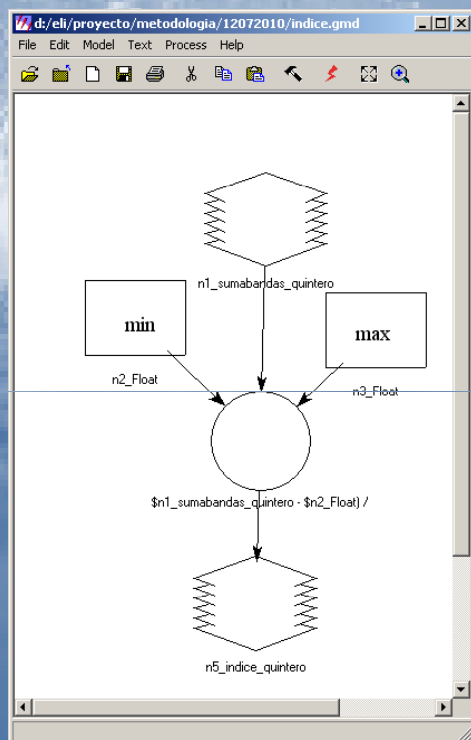 d:/eli/proyecto/metodologia/12072010/indice.gmd
File Edit Model Text Process Help
n1_sumabandas_quintero
min
max
n2_Float
n3_Float
$n1_sumabandas_quintero - $n2_Float) /
n5_indice_quintero